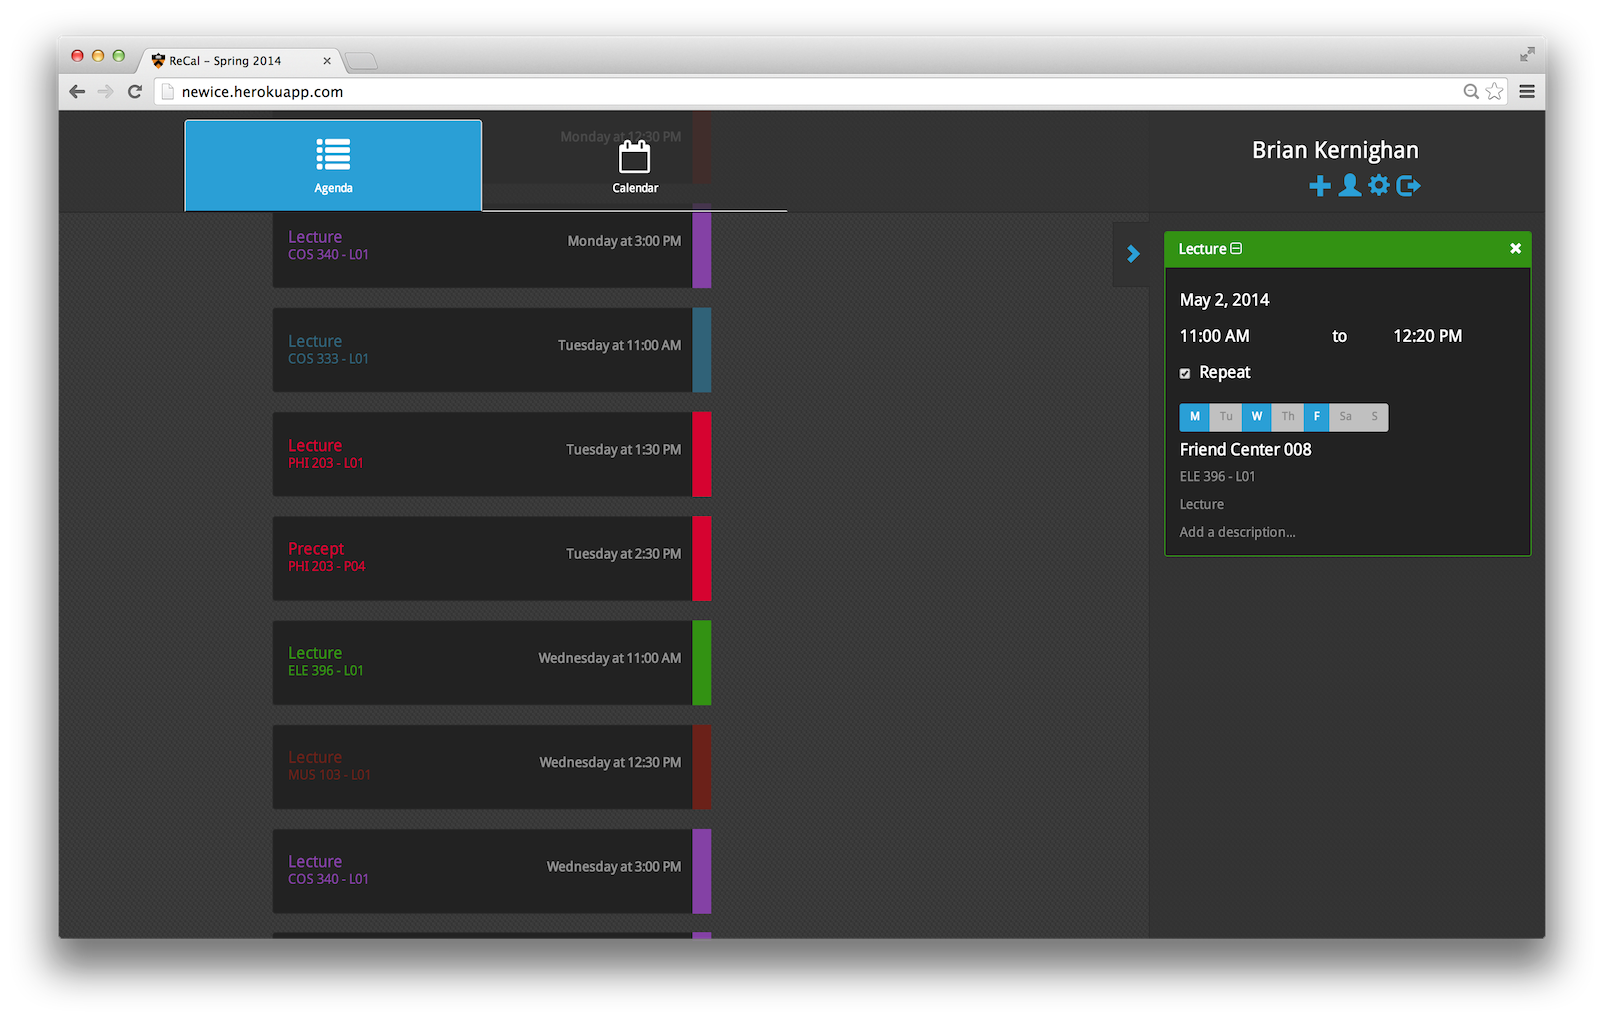 ReCal – Spring 2014
newice.herokuapp.com
Agenda
Monday at 12:30 PM
Calendar
Brian Kernighan
Lecture
COS 340 - L01
Monday at 3:00 PM
Lecture
COS 333 - L01
Tuesday at 11:00 AM
Lecture
PHI 203 - L01
Tuesday at 1:30 PM
Precept
PHI 203 - P04
Tuesday at 2:30 PM
Lecture
ELE 396 - L01
Wednesday at 11:00 AM
Lecture
MUS 103 - L01
Wednesday at 12:30 PM
Lecture
COS 340 - L01
Wednesday at 3:00 PM
Lecture
May 2, 2014
11:00 AM to 12:20 PM
Repeat
M Tu W Th F Sa S
Friend Center 008
ELE 396 - L01
Lecture
Add a description...